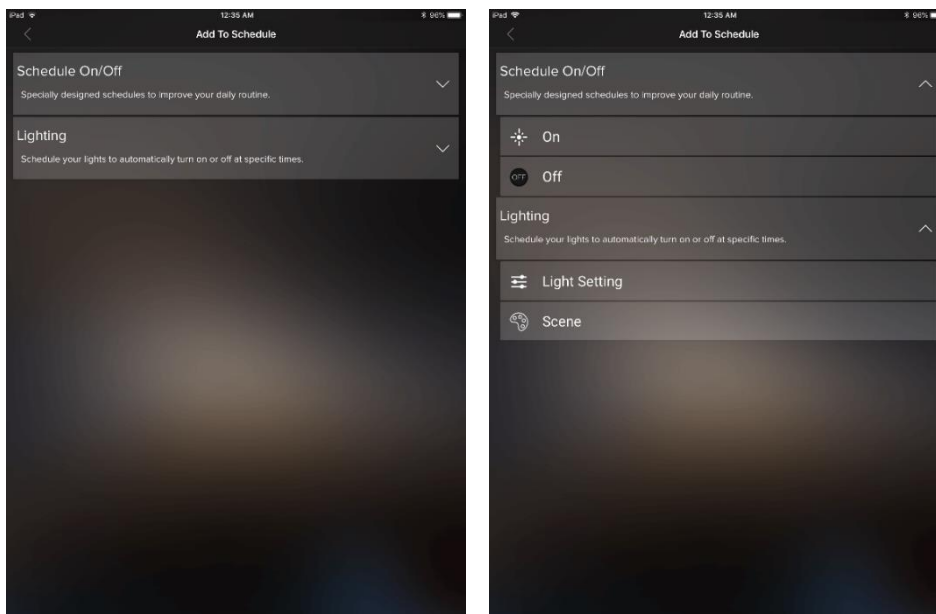 iPad 12:35 AM 96%
Add To Schedule
Schedule On/Off
Specially designed schedules to improve your daily routine.
Lighting
Schedule your lights to automatically turn on or off at specific times.
iPad 12:35 AM 96%
Add To Schedule
Schedule On/Off
Specially designed schedules to improve your daily routine.
On
OFF Off
Lighting
Schedule your lights to automatically turn on or off at specific times.
Light Setting
Scene